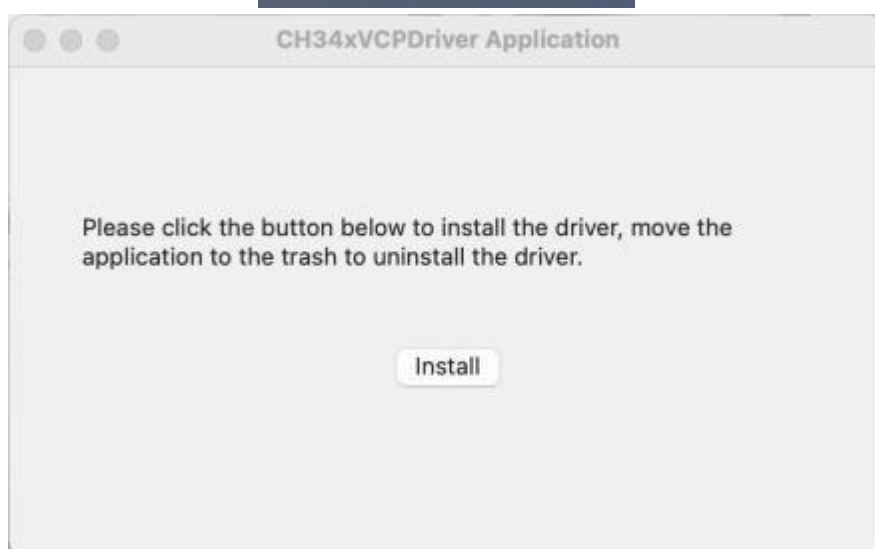 CH34xVCPDriver Application
Please click the button below to install the driver, move the
application to the trash to uninstall the driver.
Install